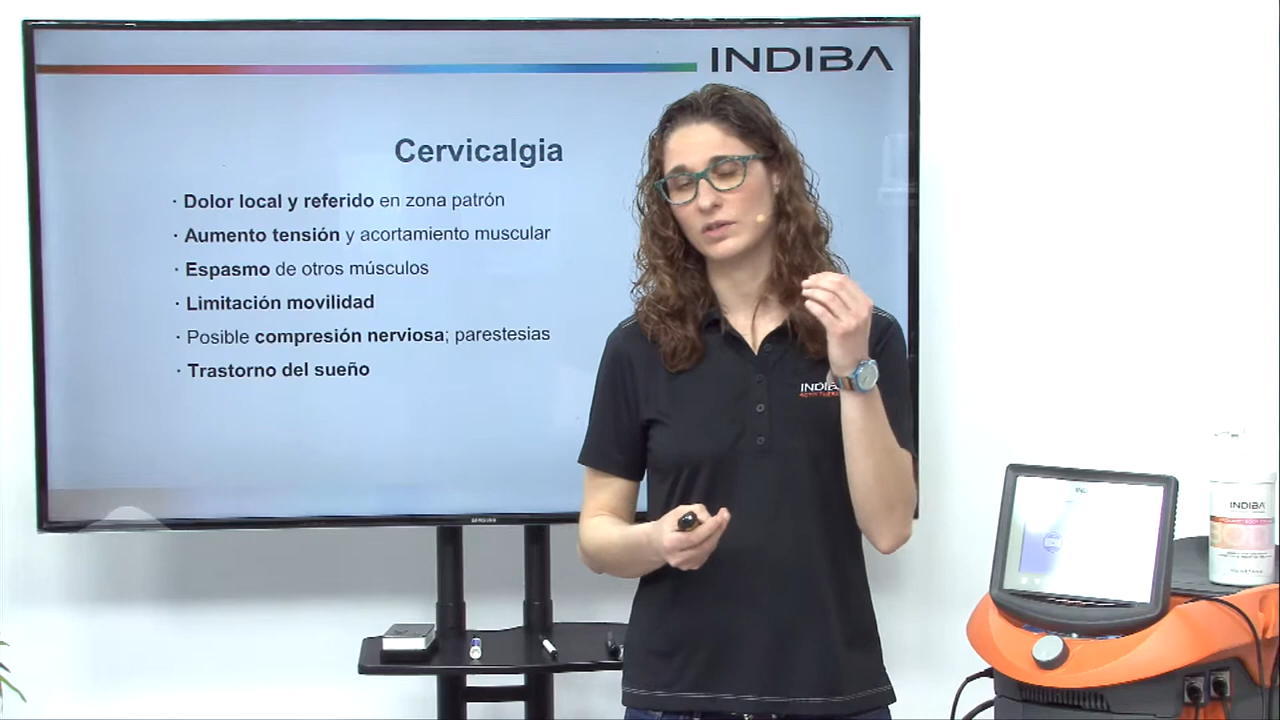 INDIBA
Cervicalgia
· Dolor local y referido en zona patrón
· Aumento tensión y acortamiento muscular
· Espasmo de otros músculos
· Limitación movilidad
· Posible compresión nerviosa; parestesias
· Trastorno del sueño
SAMSUNG
INDIBA